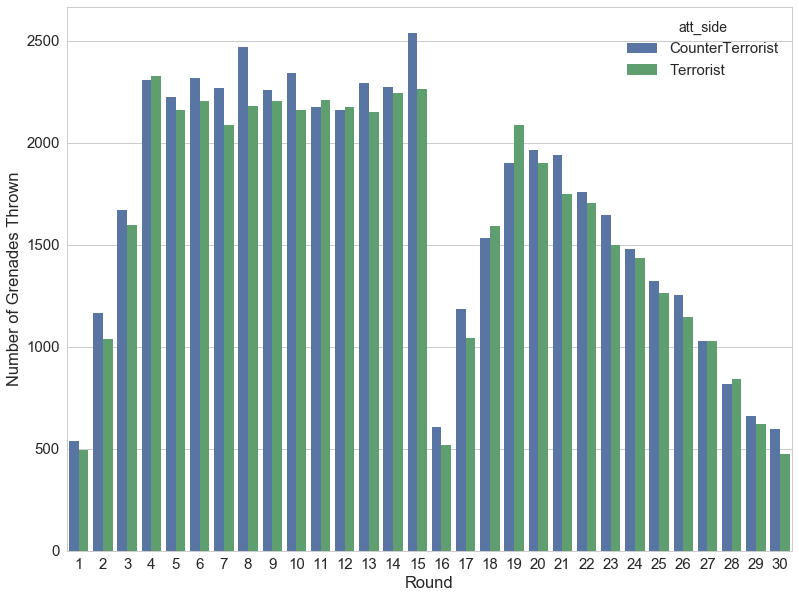 att_side
CounterTerrorist
Terrorist
Number of Grenades Thrown
2500
2000
1500
1000
500
0
1 2 3 4 5 6 7 8 9 10 11 12 13 14 15 16 17 18 19 20 21 22 23 24 25 26 27 28 29 30
Round